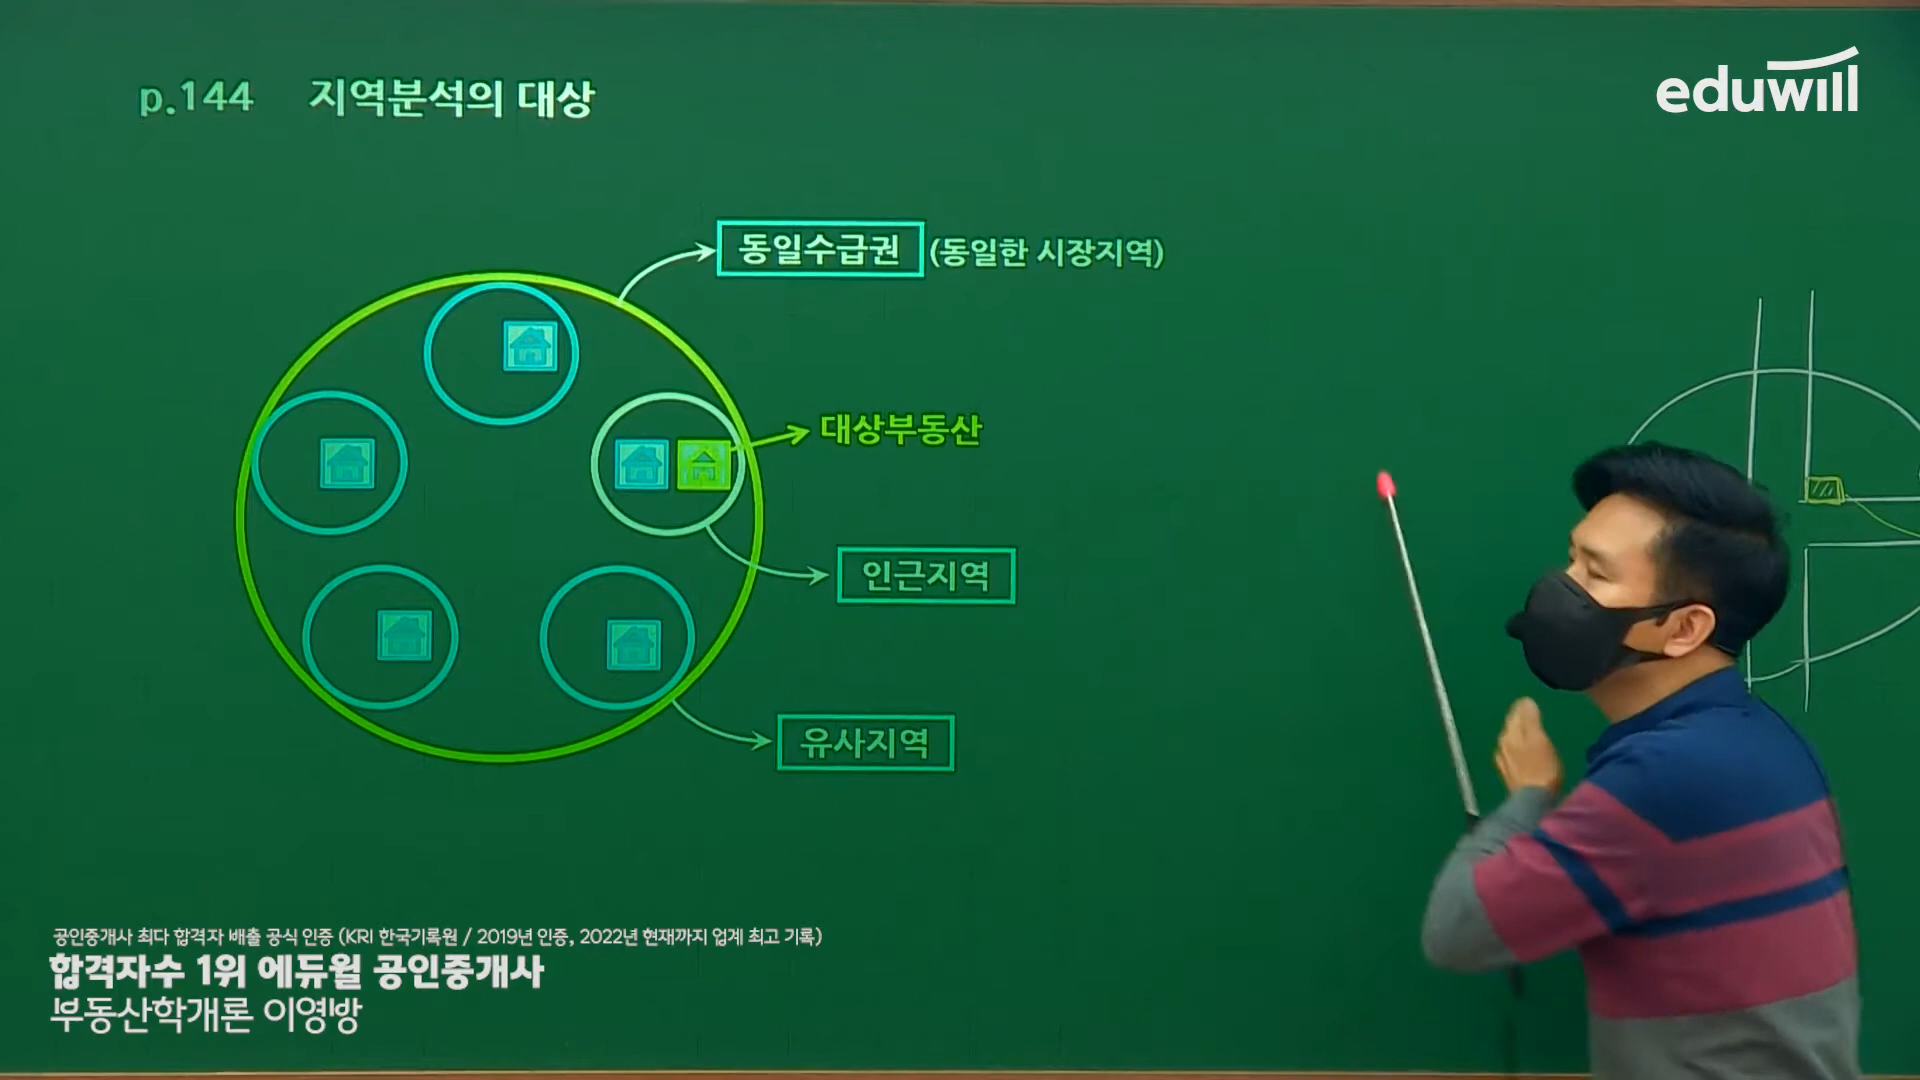 p.144 지역분석의 대상
eduwill
동일수급권 (동일한 시장지역)
대상부동산
인근지역
유사지역
공인중개사 최다 합격자 배출 공식 인증 (KRI 한국기록원 / 2019년 인증, 2022년 현재까지 업계 최고 기록)
합격자수 1위 에듀윌 공인중개사
부동산학개론 이영방